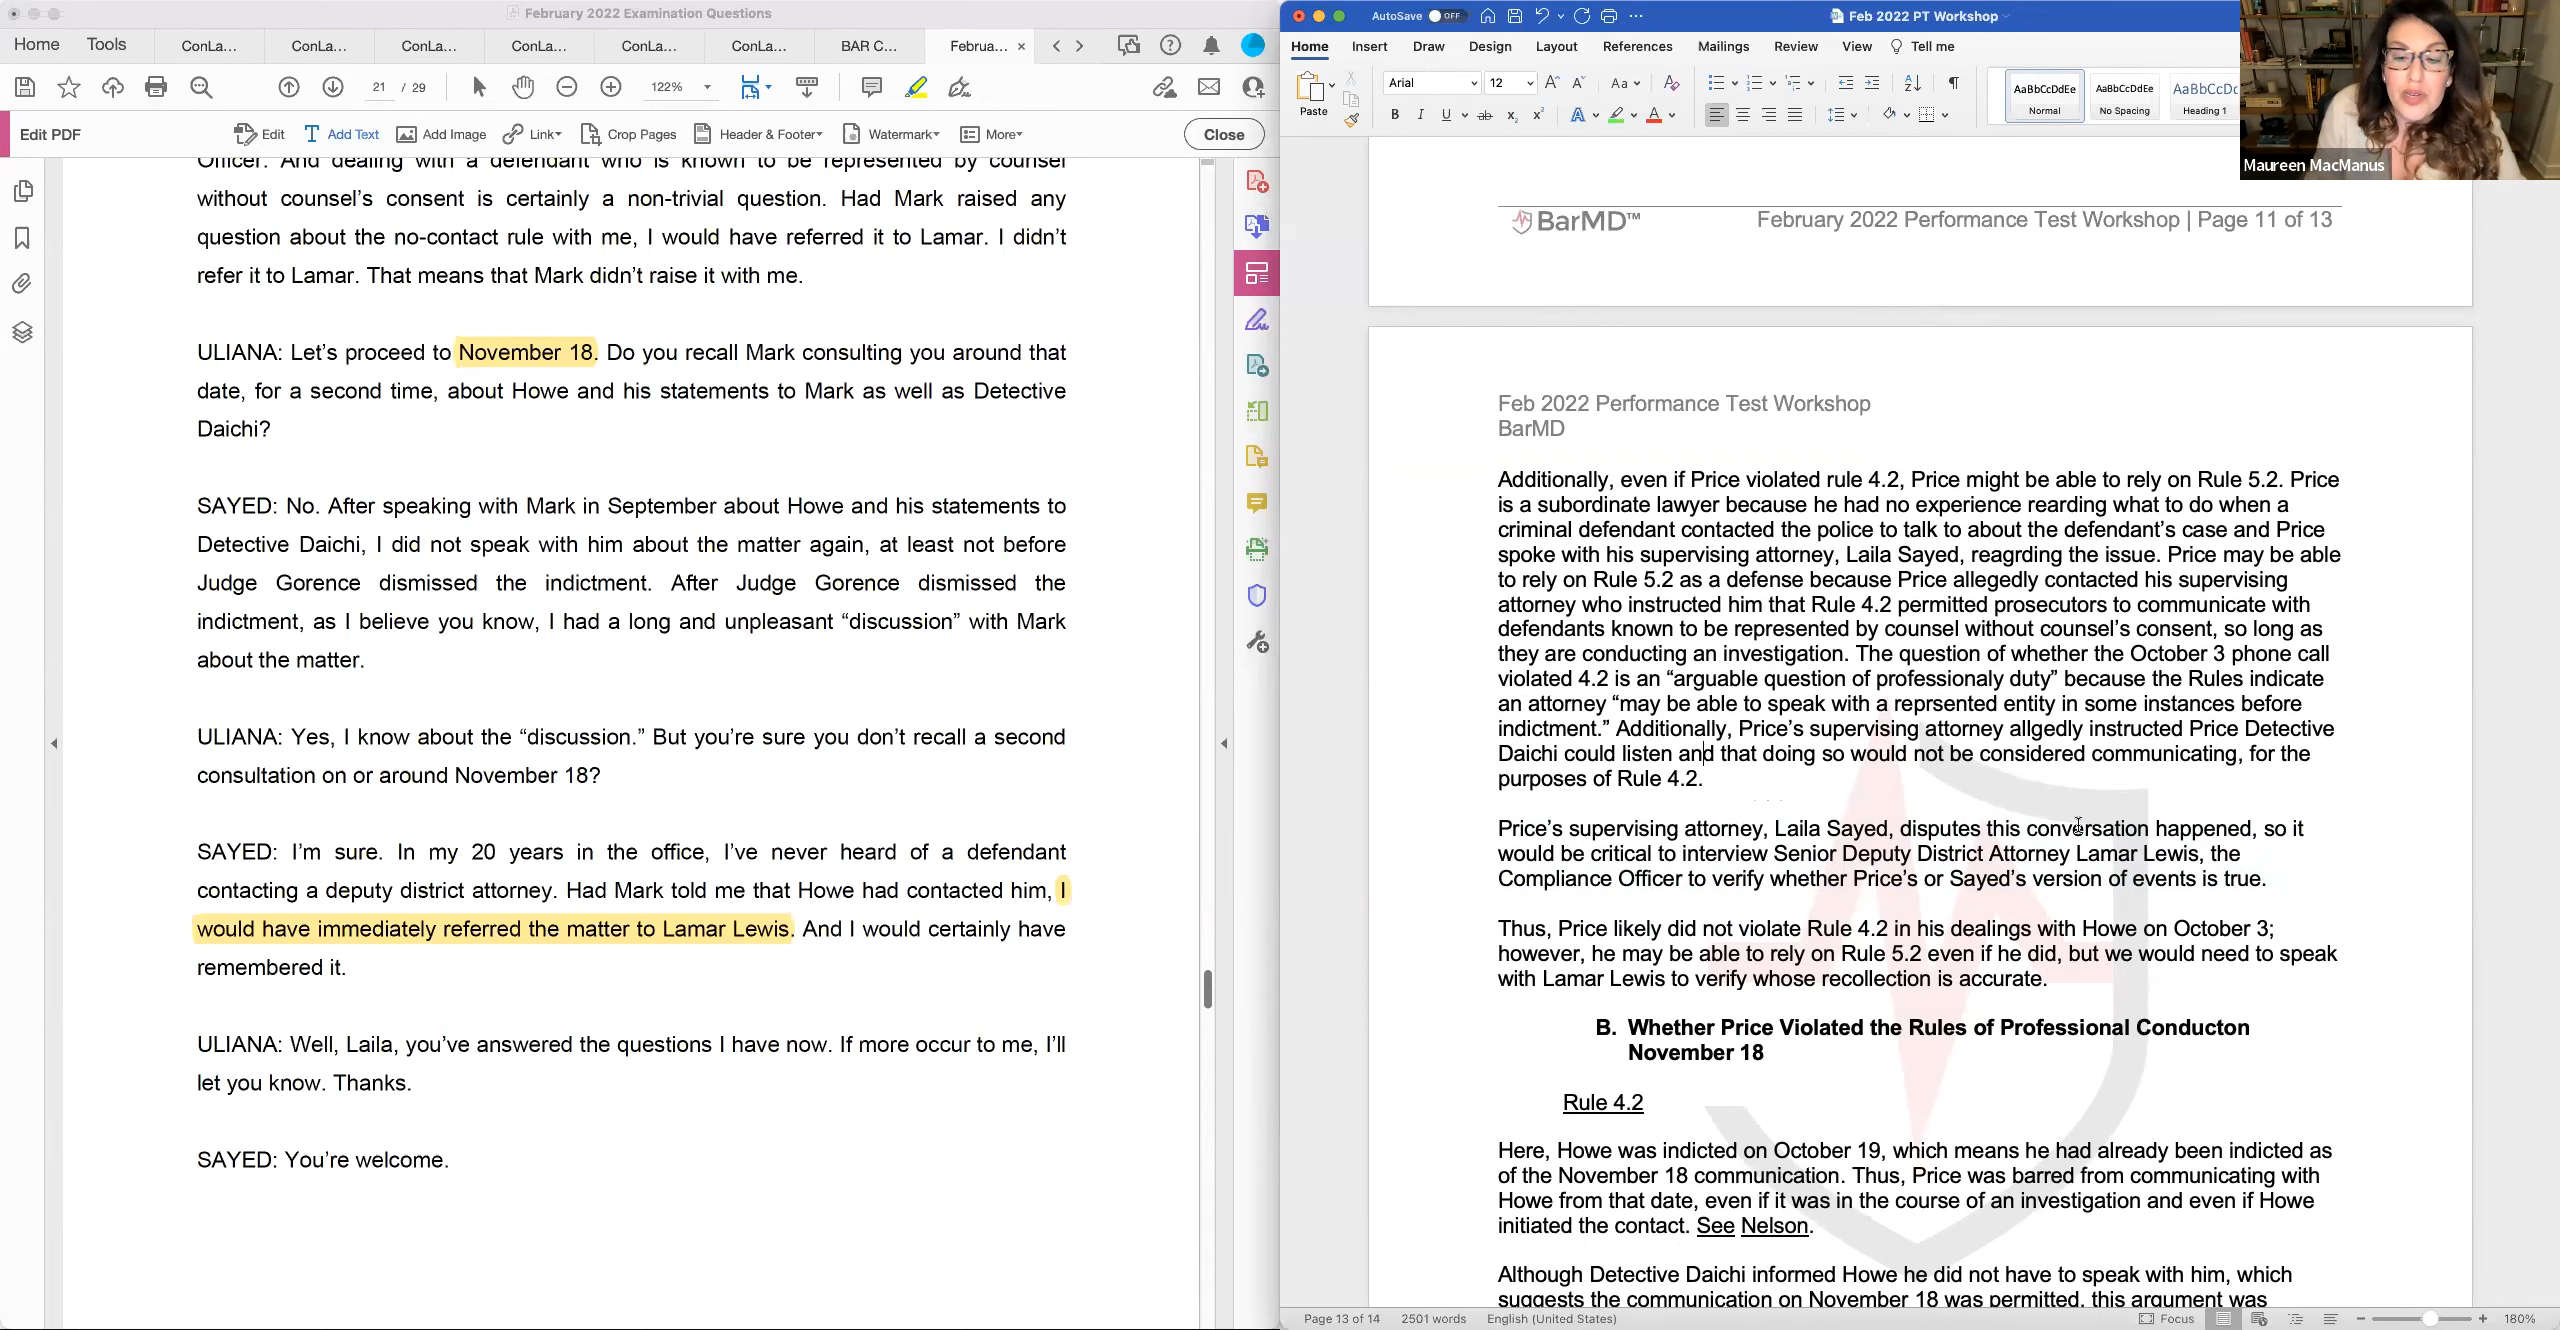 February 2022 Examination Questions
Home Tools ConLa... ConLa... ConLa... ConLa... ConLa... ConLa... BAR C... Februa... ×
21 / 29 122%
Edit PDF Edit Add Text Add Image Link Crop Pages Header & Footer Watermark More Close
Officer. And dealing with a defendant who is known to be represented by counsel
without counsel's consent is certainly a non-trivial question. Had Mark raised any
question about the no-contact rule with me, I would have referred it to Lamar. I didn't
refer it to Lamar. That means that Mark didn't raise it with me.
ULIANA: Let's proceed to November 18. Do you recall Mark consulting you around that
date, for a second time, about Howe and his statements to Mark as well as Detective
Daichi?
SAYED: No. After speaking with Mark in September about Howe and his statements to
Detective Daichi, I did not speak with him about the matter again, at least not before
Judge Gorence dismissed the indictment. After Judge Gorence dismissed the
indictment, as I believe you know, I had a long and unpleasant “discussion” with Mark
about the matter.
ULIANA: Yes, I know about the “discussion.” But you're sure you don't recall a second
consultation on or around November 18?
SAYED: I'm sure. In my 20 years in the office, I've never heard of a defendant
contacting a deputy district attorney. Had Mark told me that Howe had contacted him, I
would have immediately referred the matter to Lamar Lewis. And I would certainly have
remembered it.
ULIANA: Well, Laila, you've answered the questions I have now. If more occur to me, I'll
let you know. Thanks.
SAYED: You're welcome.
AutoSave OFF Feb 2022 PT Workshop
Home Insert Draw Design Layout References Mailings Review View Tell me
Paste Arial 12 Aa
AaBbCcDdEe AaBbCcDdEe AaBbCcDc
Normal No Spacing Heading 1
Maureen MacManus
BarMD™ February 2022 Performance Test Workshop | Page 11 of 13
Feb 2022 Performance Test Workshop
BarMD
Additionally, even if Price violated rule 4.2, Price might be able to rely on Rule 5.2. Price
is a subordinate lawyer because he had no experience rearding what to do when a
criminal defendant contacted the police to talk to about the defendant's case and Price
spoke with his supervising attorney, Laila Sayed, reagrding the issue. Price may be able
to rely on Rule 5.2 as a defense because Price allegedly contacted his supervising
attorney who instructed him that Rule 4.2 permitted prosecutors to communicate with
defendants known to be represented by counsel without counsel's consent, so long as
they are conducting an investigation. The question of whether the October 3 phone call
violated 4.2 is an “arguable question of professionaly duty” because the Rules indicate
an attorney “may be able to speak with a reprsented entity in some instances before
indictment.” Additionally, Price's supervising attorney allgedly instructed Price Detective
Daichi could listen and that doing so would not be considered communicating, for the
purposes of Rule 4.2.
Price's supervising attorney, Laila Sayed, disputes this conversation happened, so it
would be critical to interview Senior Deputy District Attorney Lamar Lewis, the
Compliance Officer to verify whether Price's or Sayed's version of events is true.
Thus, Price likely did not violate Rule 4.2 in his dealings with Howe on October 3;
however, he may be able to rely on Rule 5.2 even if he did, but we would need to speak
with Lamar Lewis to verify whose recollection is accurate.
B. Whether Price Violated the Rules of Professional Conducton
November 18
Rule 4.2
Here, Howe was indicted on October 19, which means he had already been indicted as
of the November 18 communication. Thus, Price was barred from communicating with
Howe from that date, even if it was in the course of an investigation and even if Howe
initiated the contact. See Nelson.
Although Detective Daichi informed Howe he did not have to speak with him, which
suggests the communication on November 18 was permitted, this argument was
Page 13 of 14 2501 words English (United States) Focus 180%